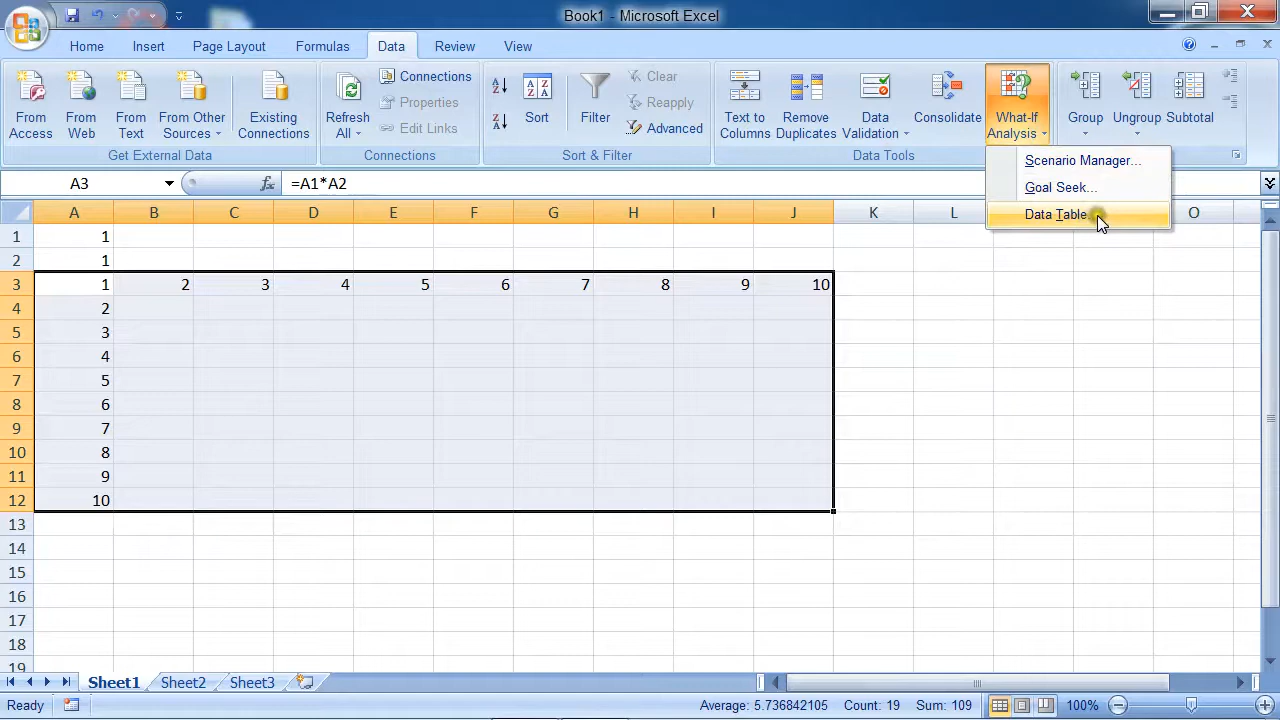 Book1 - Microsoft Excel
Home Insert Page Layout Formulas Data Review View
From Access
From Web
From Text
From Other Sources
Existing Connections
Get External Data
Refresh All
Connections
Properties
Edit Links
Connections
Sort
Filter
Clear
Reapply
Advanced
Sort & Filter
Text to Columns
Remove Duplicates
Data Validation
Consolidate
What-If Analysis
Data Tools
Group
Ungroup
Subtotal
Scenario Manager...
Goal Seek...
Data Table
A3 fx =A1*A2
A B C D E F G H I J K L O
1 1
2 1
3 1 2 3 4 5 6 7 8 9 10
4 2
5 3
6 4
7 5
8 6
9 7
10 8
11 9
12 10
13
14
15
16
17
18
19
Sheet1 Sheet2 Sheet3
Ready Average: 5.736842105 Count: 19 Sum: 109 100%